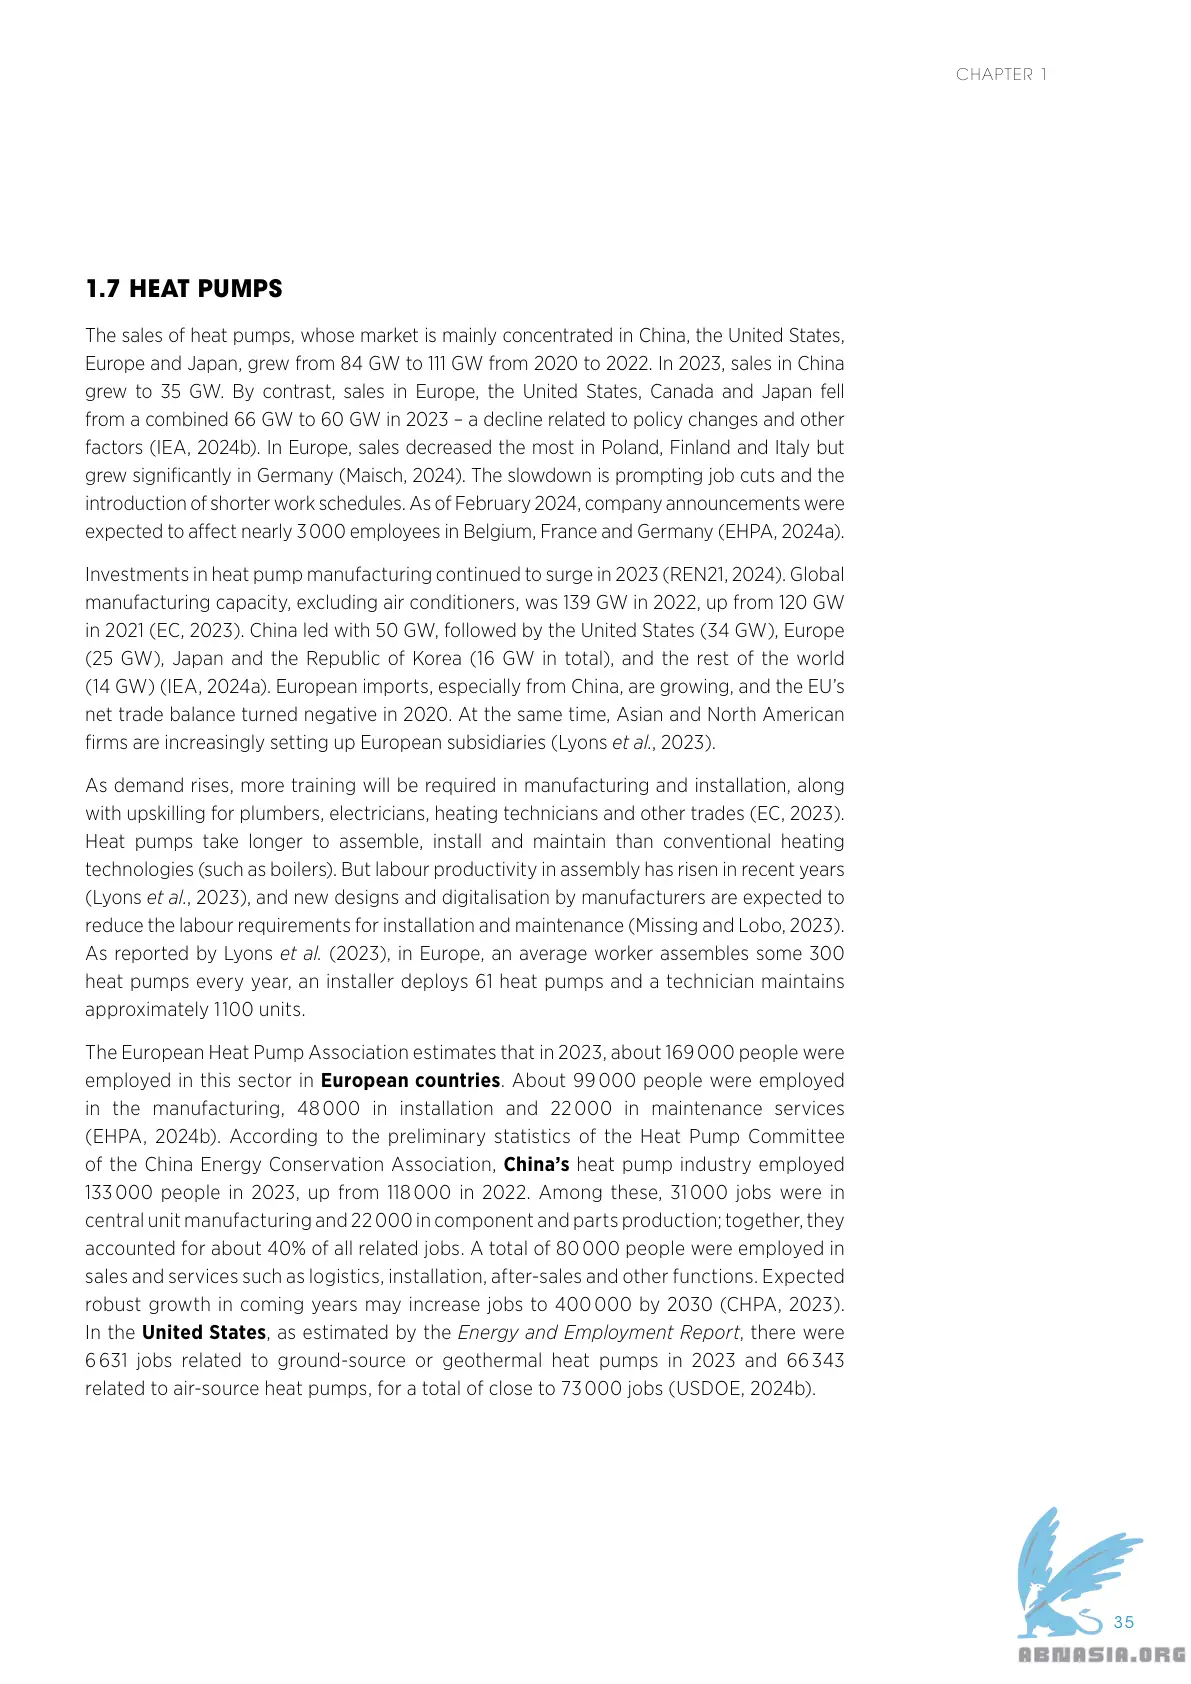 CHAPTER 1
1.7 HEAT PUMPS
The sales of heat pumps, whose market is mainly concentrated in China, the United States,
Europe and Japan, grew from 84 GW to 111 GW from 2020 to 2022. In 2023, sales in China
grew to 35 GW. By contrast, sales in Europe, the United States, Canada and Japan fell
from a combined 66 GW to 60 GW in 2023 – a decline related to policy changes and other
factors (IEA, 2024b). In Europe, sales decreased the most in Poland, Finland and Italy but
grew significantly in Germany (Maisch, 2024). The slowdown is prompting job cuts and the
introduction of shorter work schedules. As of February 2024, company announcements were
expected to affect nearly 3 000 employees in Belgium, France and Germany (EHPA, 2024a).
Investments in heat pump manufacturing continued to surge in 2023 (REN21, 2024). Global
manufacturing capacity, excluding air conditioners, was 139 GW in 2022, up from 120 GW
in 2021 (EC, 2023). China led with 50 GW, followed by the United States (34 GW), Europe
(25 GW), Japan and the Republic of Korea (16 GW in total), and the rest of the world
(14 GW) (IEA, 2024a). European imports, especially from China, are growing, and the EU’s
net trade balance turned negative in 2020. At the same time, Asian and North American
firms are increasingly setting up European subsidiaries (Lyons et al., 2023).
As demand rises, more training will be required in manufacturing and installation, along
with upskilling for plumbers, electricians, heating technicians and other trades (EC, 2023).
Heat pumps take longer to assemble, install and maintain than conventional heating
technologies (such as boilers). But labour productivity in assembly has risen in recent years
(Lyons et al., 2023), and new designs and digitalisation by manufacturers are expected to
reduce the labour requirements for installation and maintenance (Missing and Lobo, 2023).
As reported by Lyons et al. (2023), in Europe, an average worker assembles some 300
heat pumps every year, an installer deploys 61 heat pumps and a technician maintains
approximately 1 100 units.
The European Heat Pump Association estimates that in 2023, about 169 000 people were
employed in this sector in European countries. About 99 000 people were employed
in the manufacturing, 48 000 in installation and 22 000 in maintenance services
(EHPA, 2024b). According to the preliminary statistics of the Heat Pump Committee
of the China Energy Conservation Association, China’s heat pump industry employed
133 000 people in 2023, up from 118 000 in 2022. Among these, 31 000 jobs were in
central unit manufacturing and 22 000 in component and parts production; together, they
accounted for about 40% of all related jobs. A total of 80 000 people were employed in
sales and services such as logistics, installation, after-sales and other functions. Expected
robust growth in coming years may increase jobs to 400 000 by 2030 (CHPA, 2023).
In the United States, as estimated by the Energy and Employment Report, there were
6 631 jobs related to ground-source or geothermal heat pumps in 2023 and 66 343
related to air-source heat pumps, for a total of close to 73 000 jobs (USDOE, 2024b).
35
ABNASIA.ORG